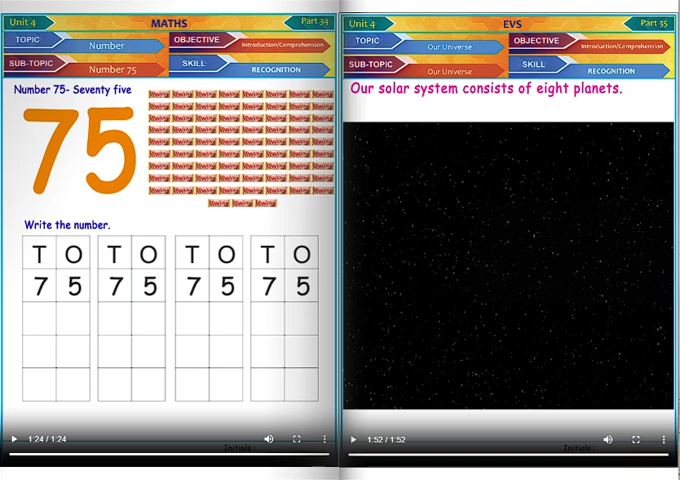 Unit 4
MATHS
Part 34
TOPIC
Number
OBJECTIVE
Introduction/Comprehension
SUB-TOPIC
Number 75
SKILL
RECOGNITION
Number 75- Seventy five
75
Write the number.
T O T O T O T O
7 5 7 5 7 5 7 5
1:24 / 1:24
Initials :
Unit 4
EVS
Part 35
TOPIC
Our Universe
OBJECTIVE
Introduction/Comprehension
SUB-TOPIC
Our Universe
SKILL
RECOGNITION
Our solar system consists of eight planets.
1:52 / 1:52
Initials :